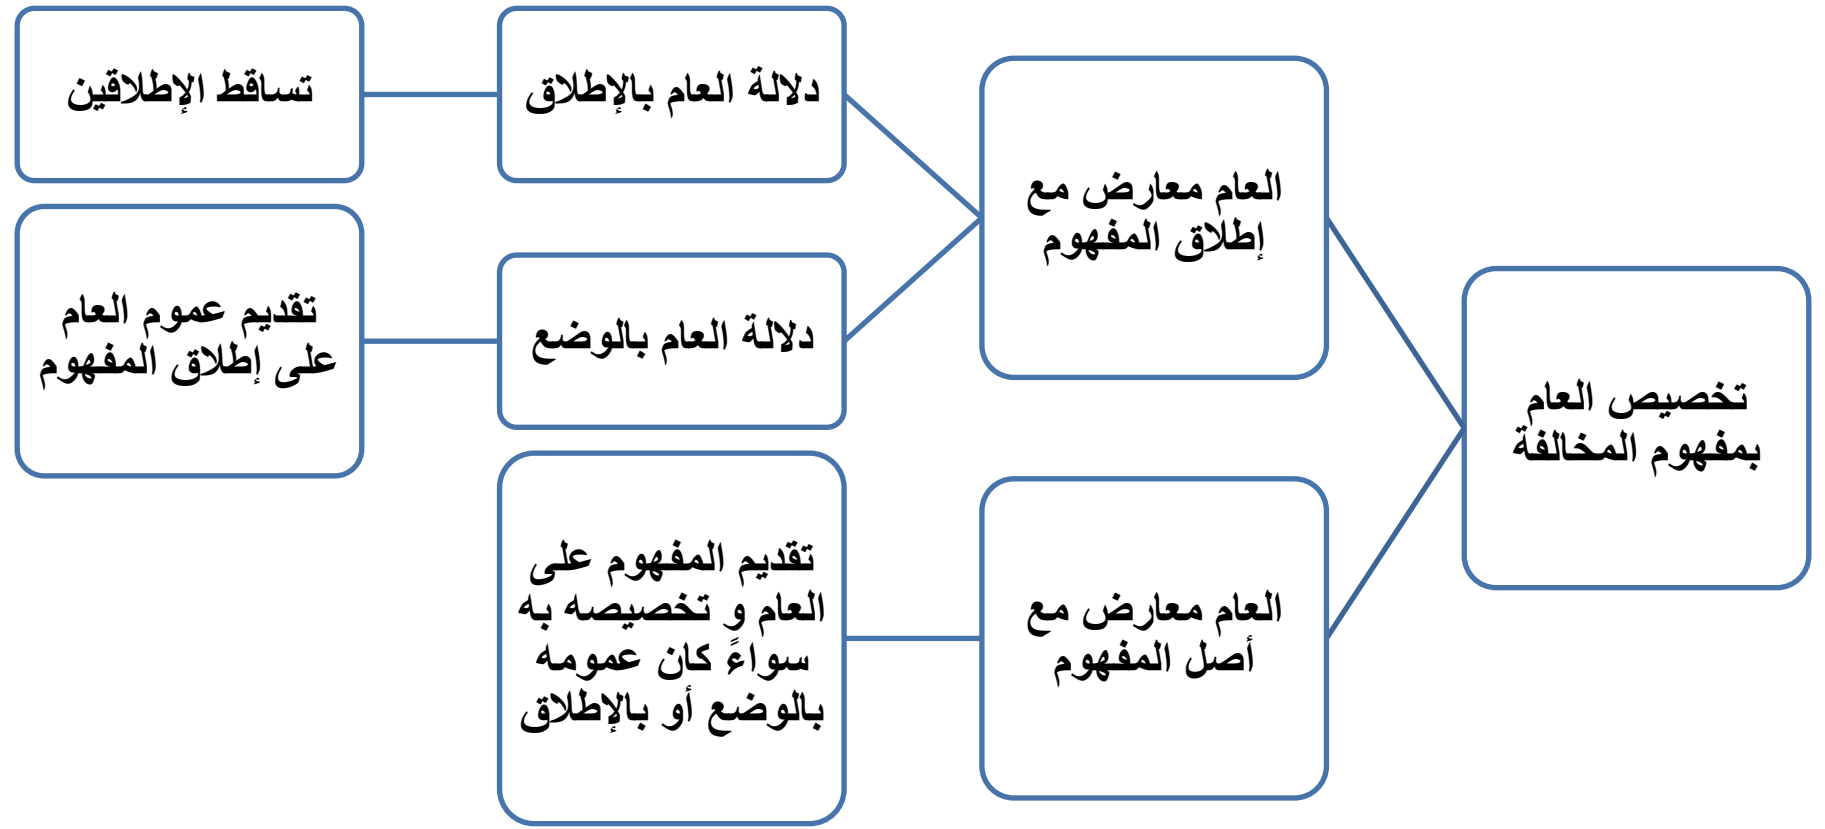 تخصيص العام
بمفهوم المخالفة
العام معارض مع
إطلاق المفهوم
دلالة العام بالإطلاق
تساقط الإطلاقين
دلالة العام بالوضع
تقديم عموم العام
على إطلاق المفهوم
العام معارض مع
أصل المفهوم
تقديم المفهوم على
العام و تخصيصه به
سواءً كان عمومه
بالوضع أو بالإطلاق